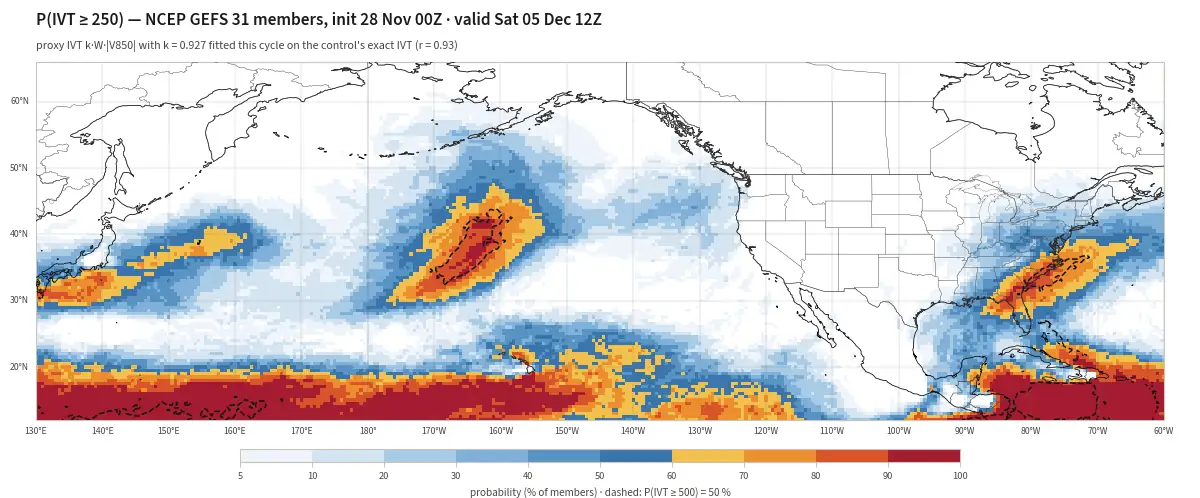 P(IVT ≥ 250) — NCEP GEFS 31 members, init 28 Nov 00Z · valid Sat 05 Dec 12Z
proxy IVT k·W·|V850| with k = 0.927 fitted this cycle on the control's exact IVT (r = 0.93)
60°N
50°N
40°N
30°N
20°N
130°E 140°E 150°E 160°E 170°E 180° 170°W 160°W 150°W 140°W 130°W 120°W 110°W 100°W 90°W 80°W 70°W 60°W
5 10 20 30 40 50 60 70 80 90 100
probability (% of members) · dashed: P(IVT ≥ 500) = 50 %